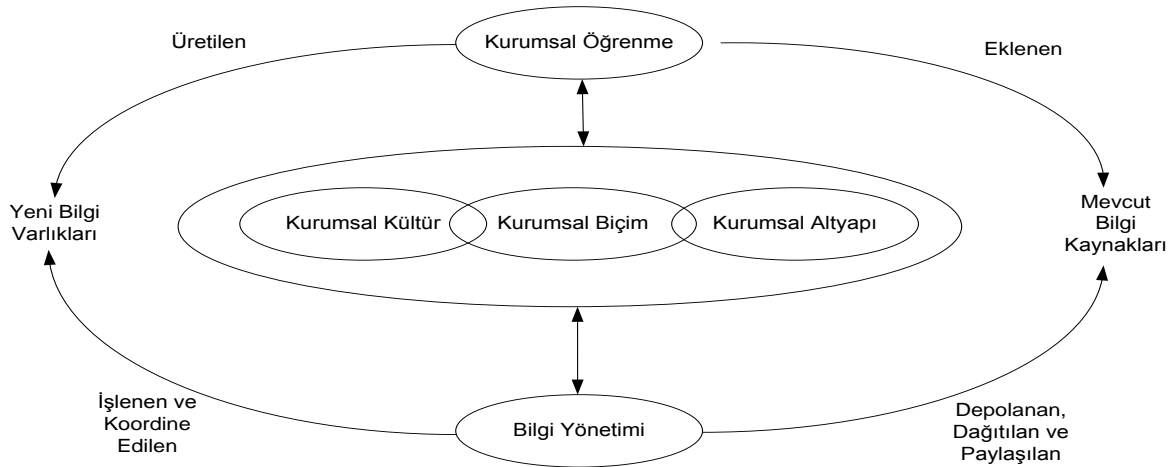 Üretilen
Kurumsal Öğrenme
Eklenen
Yeni Bilgi
Varlıkları
Kurumsal Kültür
Kurumsal Biçim
Kurumsal Altyapı
Mevcut
Bilgi
Kaynakları
İşlenen ve
Koordine
Edilen
Bilgi Yönetimi
Depolanan,
Dağıtılan ve
Paylaşılan